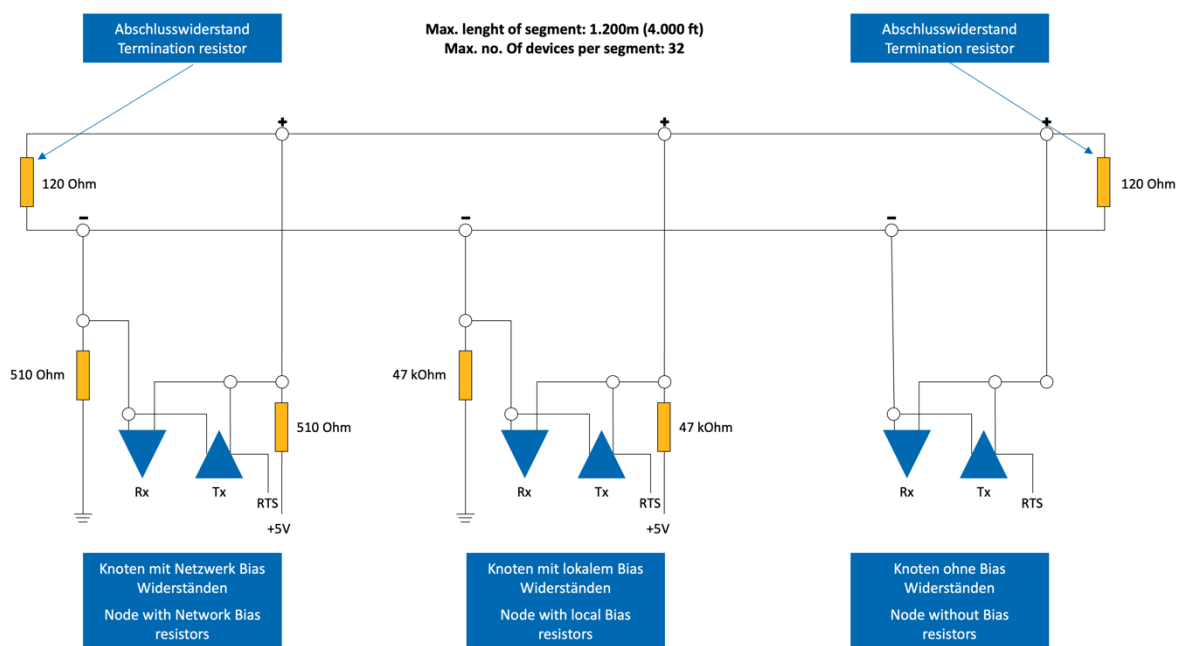 Abschlusswiderstand
Termination resistor
Max. lenght of segment: 1.200m (4.000 ft)
Max. no. Of devices per segment: 32
Abschlusswiderstand
Termination resistor
+
+
+
120 Ohm
120 Ohm
-
-
-
510 Ohm
510 Ohm
Rx
Tx
RTS
+5V
47 kOhm
47 kOhm
Rx
Tx
RTS
+5V
Rx
Tx
RTS
Knoten mit Netzwerk Bias
Widerständen
Node with Network Bias
resistors
Knoten mit lokalem Bias
Widerständen
Node with local Bias
resistors
Knoten ohne Bias
Widerständen
Node without Bias
resistors